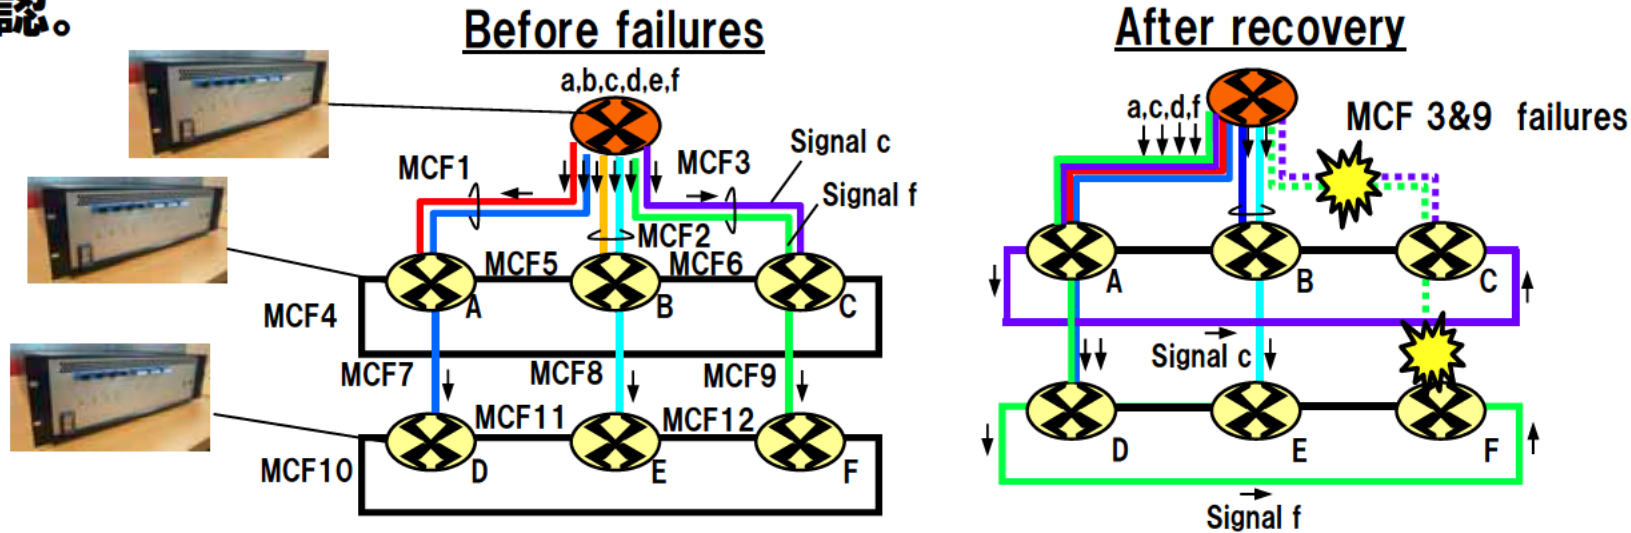 認。
Before failures
a,b,c,d,e,f
MCF1
MCF3
Signal c
Signal f
MCF2
MCF5
MCF6
A
B
C
MCF4
MCF7
MCF8
MCF9
MCF11
MCF12
MCF10
D
E
F
After recovery
a,c,d,f
MCF 3&9 failures
A
B
C
Signal c
D
E
F
Signal f